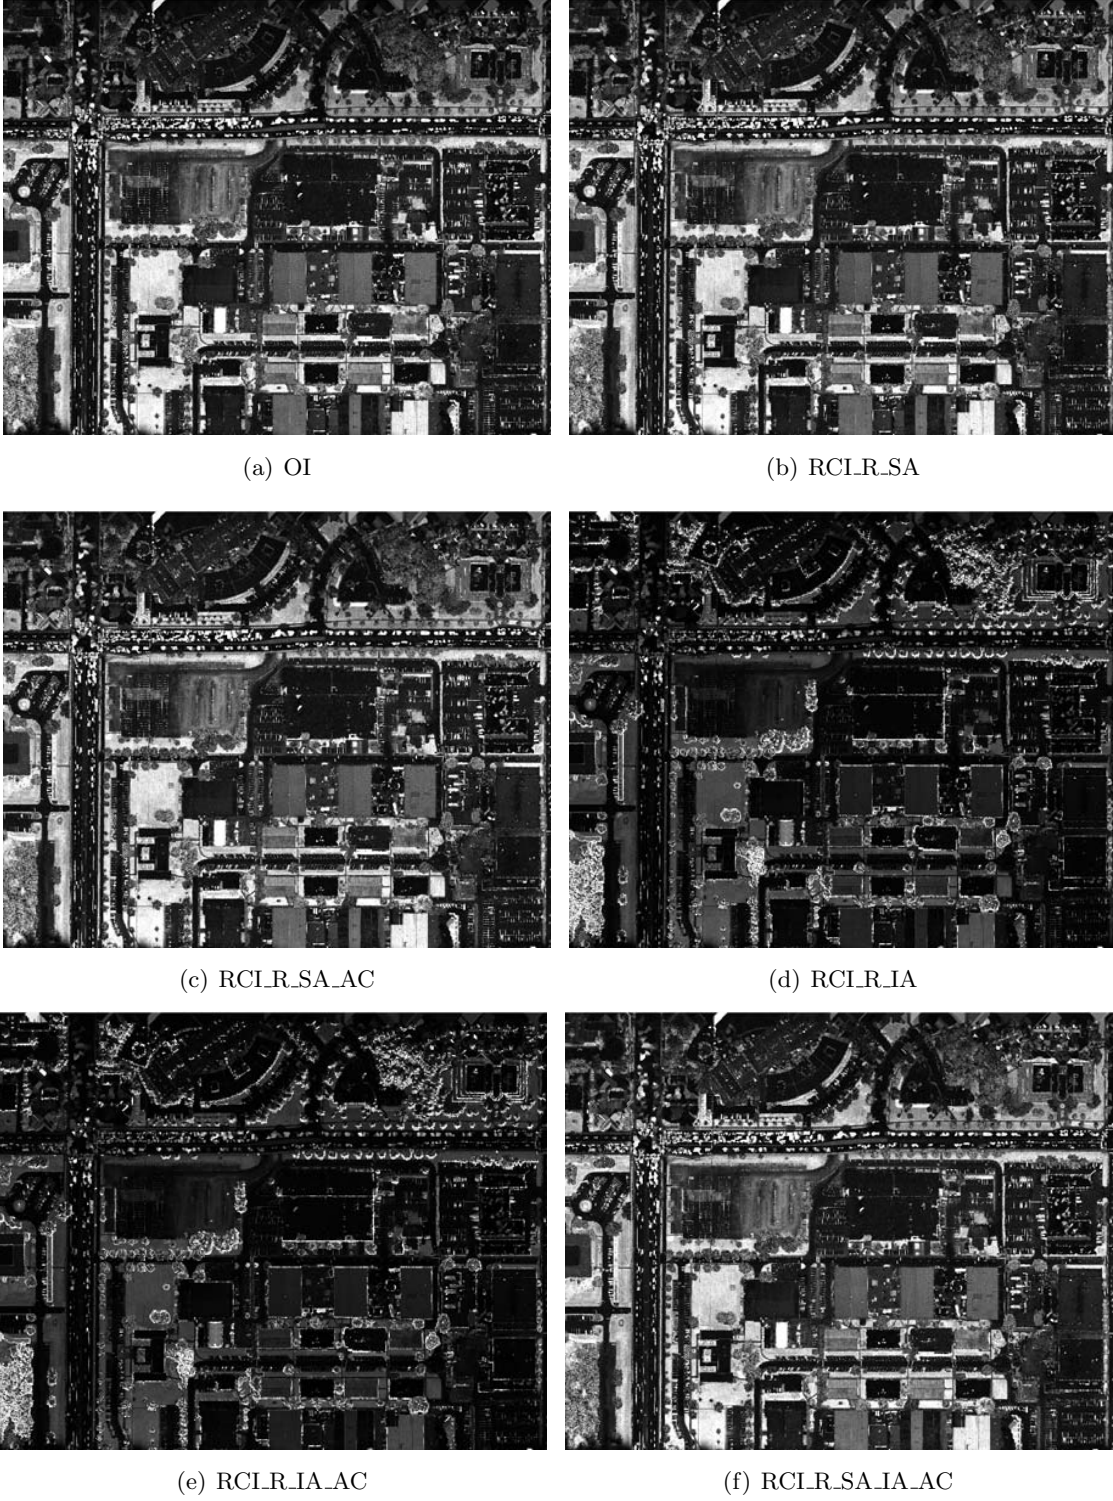 (a) OI
(b) RCI_R_SA
(c) RCI_R_SA_AC
(d) RCI_R_IA
(e) RCI_R_IA_AC
(f) RCI_R_SA_IA_AC